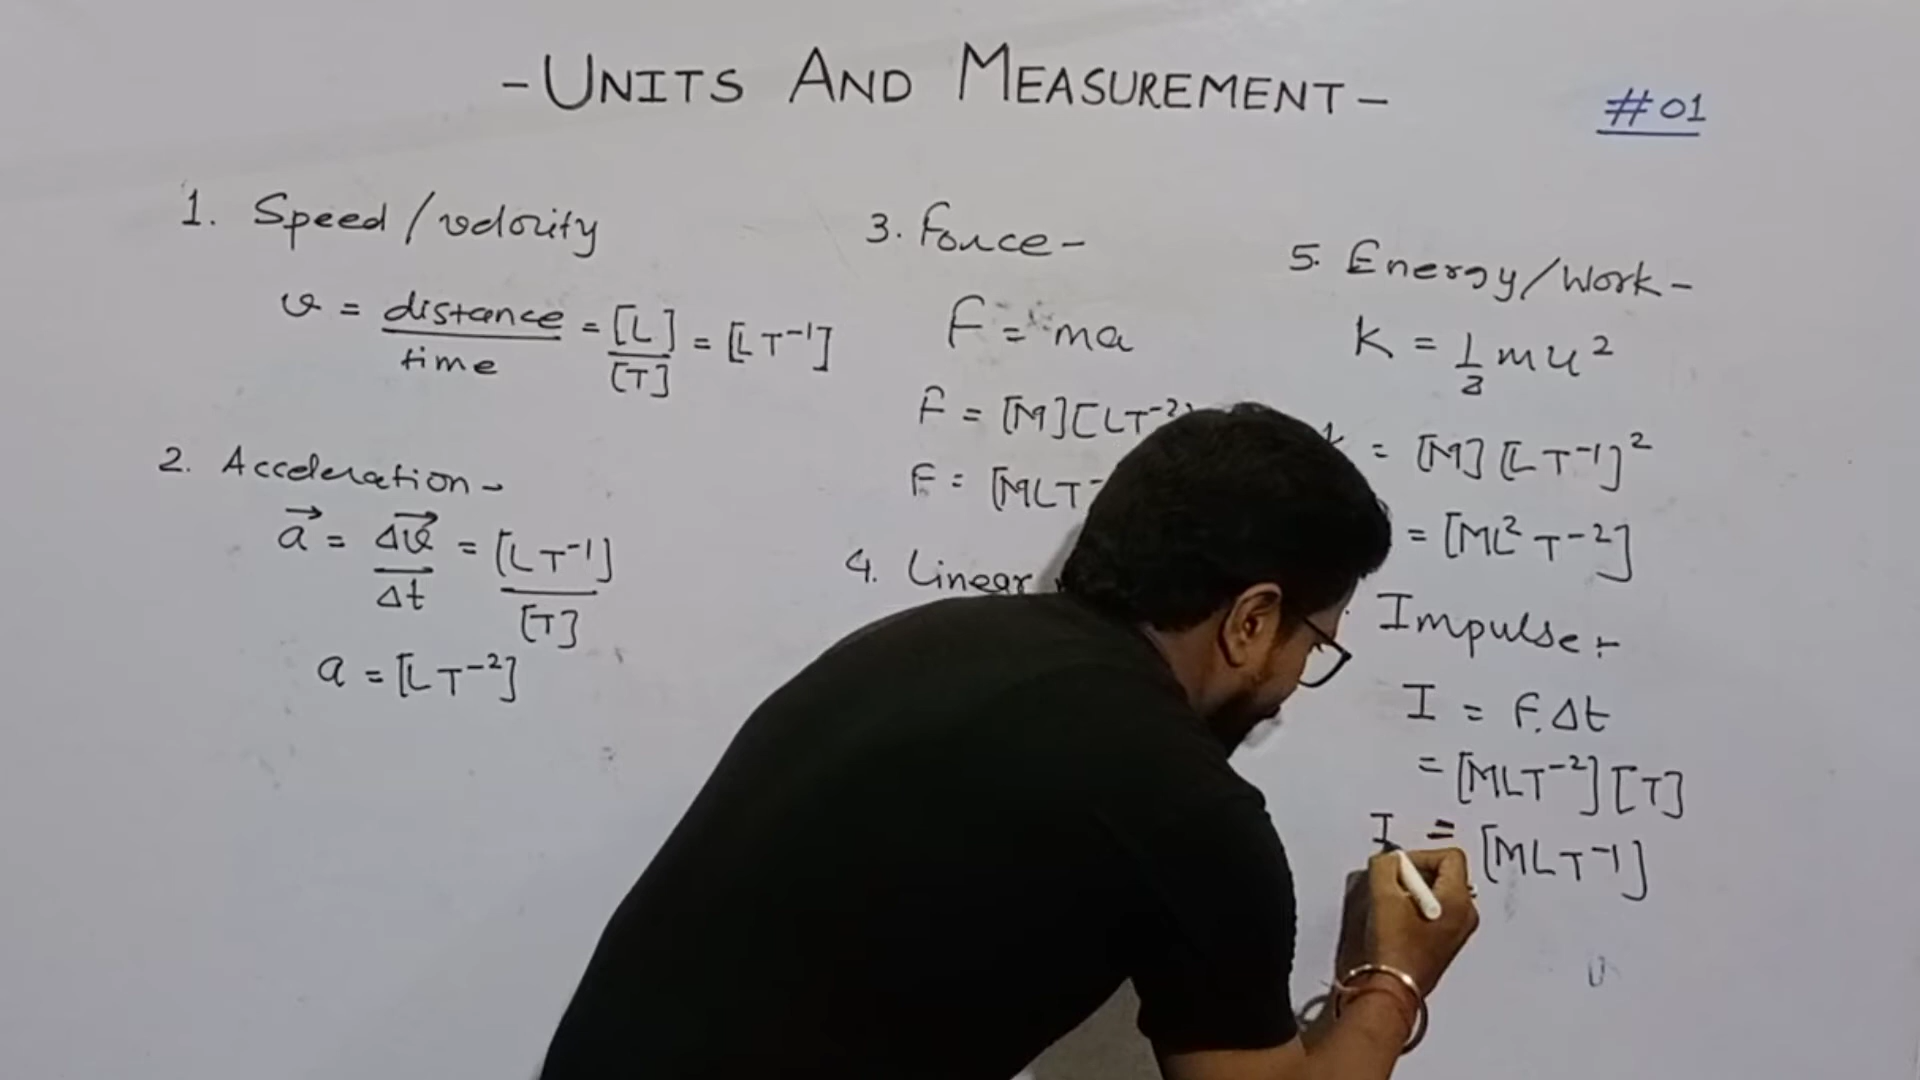 - UNITS AND MEASUREMENT -
#01
1. Speed / velocity
v = distance / time = [L] / [T] = [LT⁻¹]
2. Acceleration -
a⃗ = Δv⃗ / Δt = [LT⁻¹] / [T]
a = [LT⁻²]
3. Force -
F = ma
F = [M][LT⁻²]
F = [MLT⁻
4. Linear
5. Energy/Work -
K = 1/2 mu²
= [M][LT⁻¹]²
= [ML²T⁻²]
Impulse :-
I = F.Δt
= [MLT⁻²][T]
I = [MLT⁻¹]